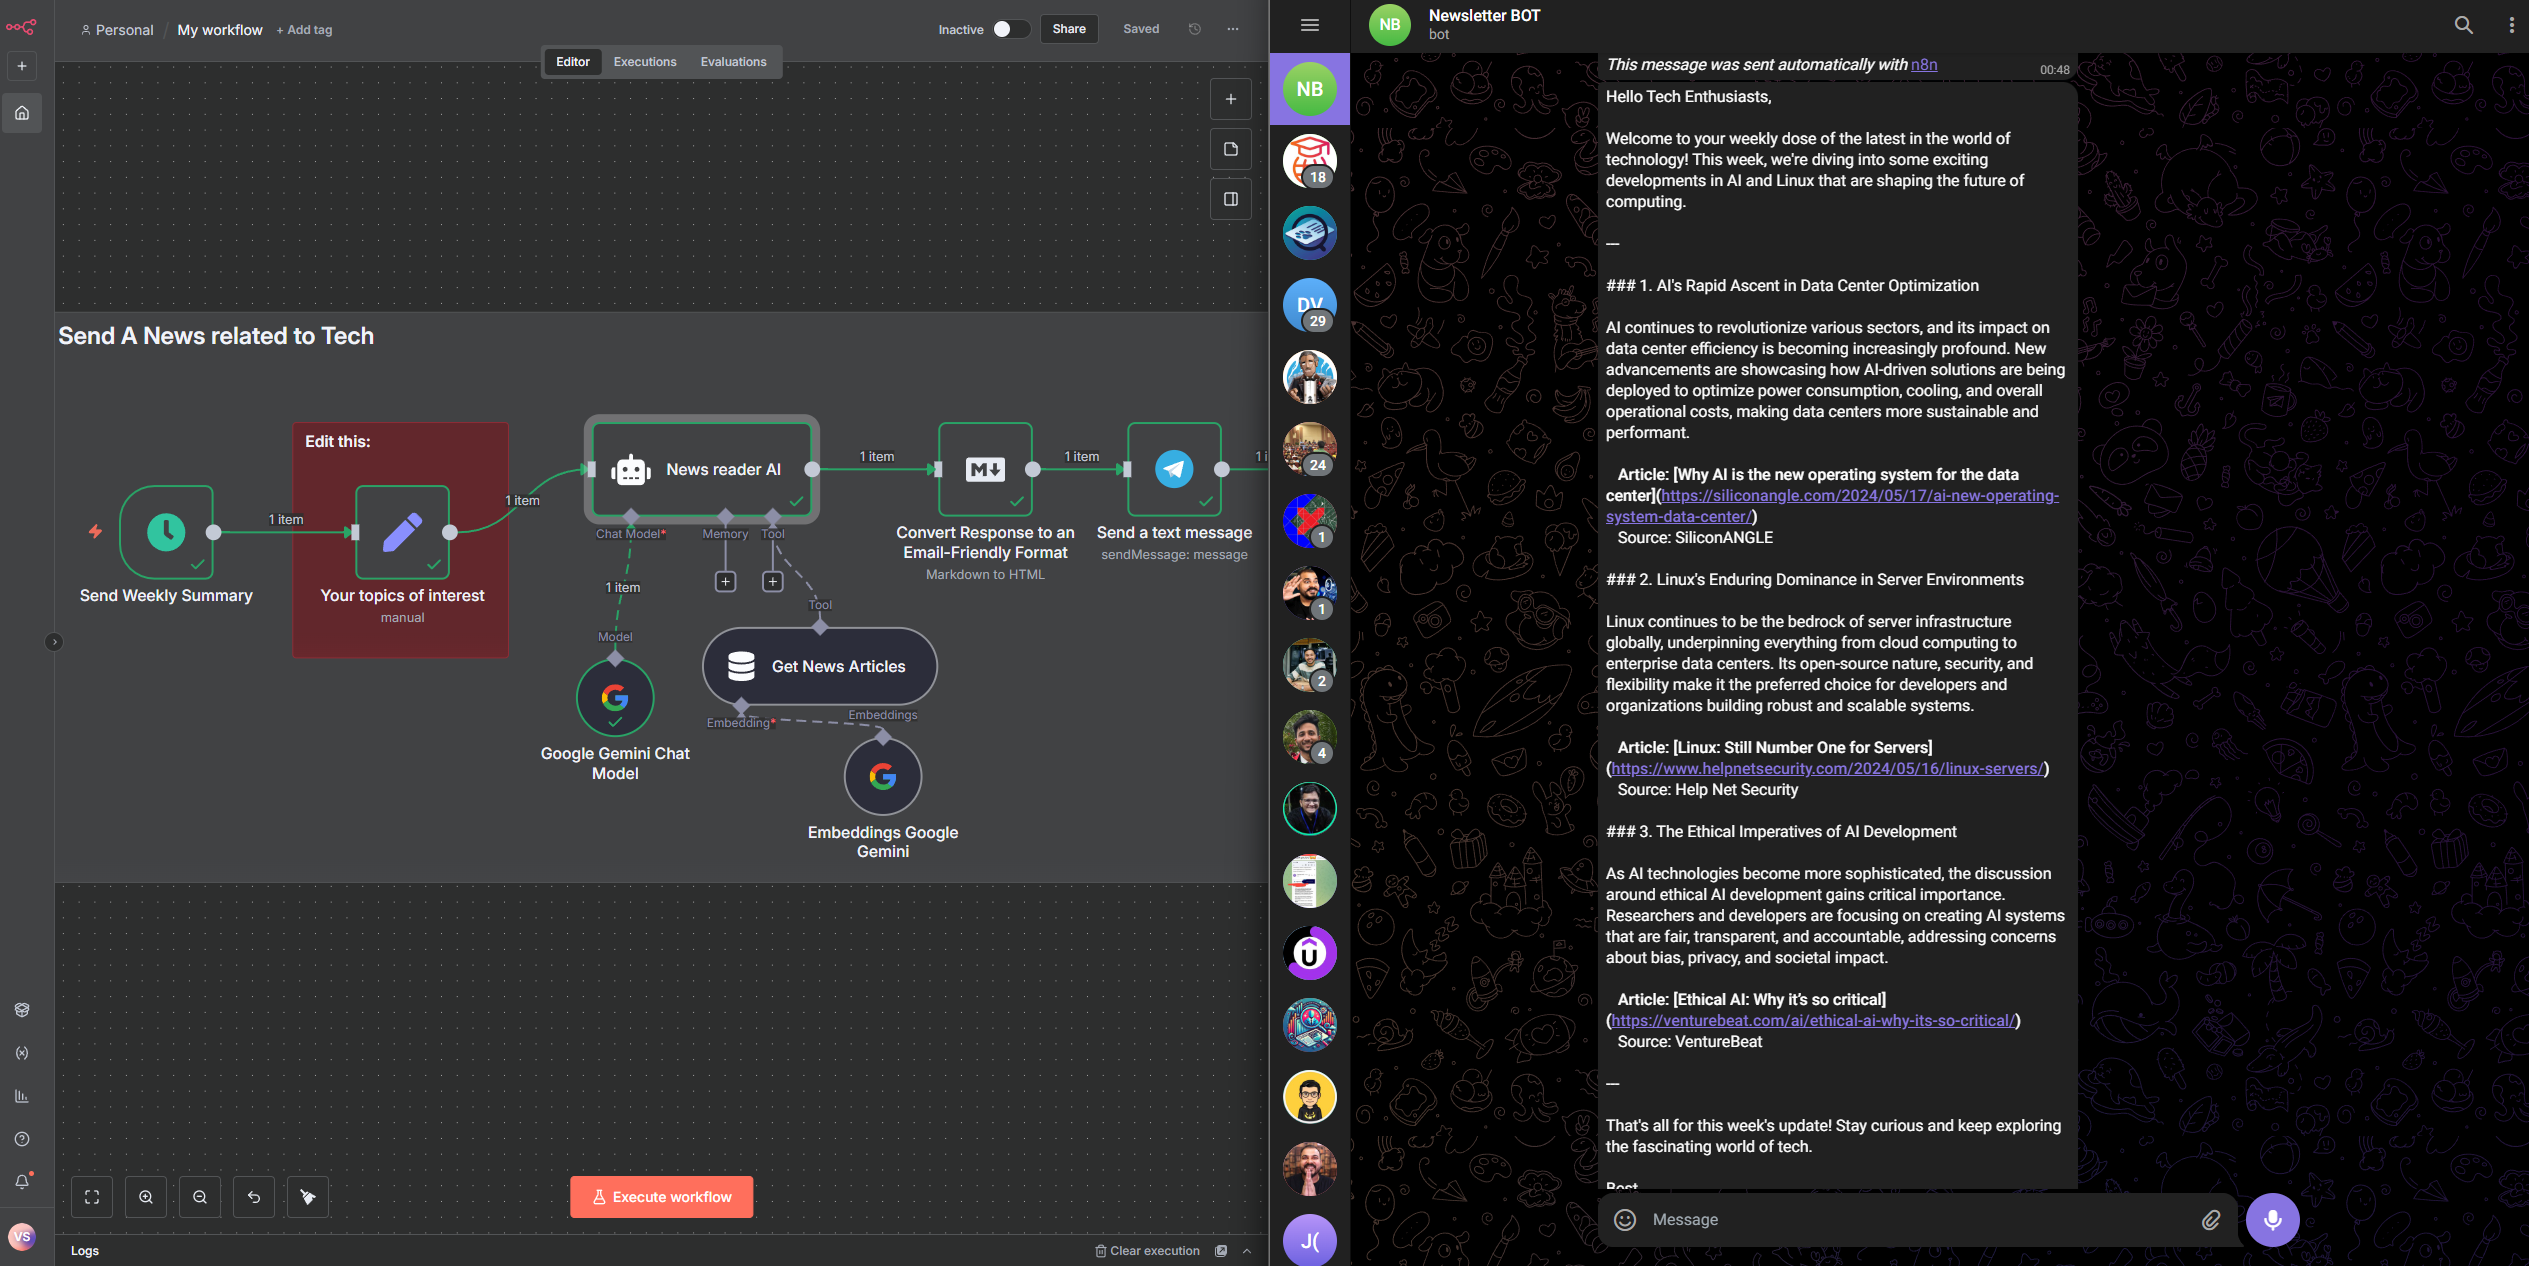 Personal / My workflow + Add tag
Inactive
Share
Saved
Editor
Executions
Evaluations
Send A News related to Tech
Edit this:
Send Weekly Summary
1 item
Your topics of interest
manual
1 item
News reader AI
Chat Model*
Memory
Tool
1 item
Model
Google Gemini Chat
Model
Tool
Get News Articles
Embedding*
Embeddings
Embeddings Google
Gemini
1 item
M
Convert Response to an
Email-Friendly Format
Markdown to HTML
1 item
Send a text message
sendMessage: message
1 i
Execute workflow
VS
Logs
Clear execution
NB
Newsletter BOT
bot
NB
18
DV
29
24
1
1
2
4
U
J(
This message was sent automatically with n8n
00:48
Hello Tech Enthusiasts,
Welcome to your weekly dose of the latest in the world of
technology! This week, we're diving into some exciting
developments in AI and Linux that are shaping the future of
computing.
---
### 1. AI's Rapid Ascent in Data Center Optimization
AI continues to revolutionize various sectors, and its impact on
data center efficiency is becoming increasingly profound. New
advancements are showcasing how AI-driven solutions are being
deployed to optimize power consumption, cooling, and overall
operational costs, making data centers more sustainable and
performant.
Article: [Why AI is the new operating system for the data
center](https://siliconangle.com/2024/05/17/ai-new-operating-
system-data-center/)
Source: SiliconANGLE
### 2. Linux's Enduring Dominance in Server Environments
Linux continues to be the bedrock of server infrastructure
globally, underpinning everything from cloud computing to
enterprise data centers. Its open-source nature, security, and
flexibility make it the preferred choice for developers and
organizations building robust and scalable systems.
Article: [Linux: Still Number One for Servers]
(https://www.helpnetsecurity.com/2024/05/16/linux-servers/)
Source: Help Net Security
### 3. The Ethical Imperatives of AI Development
As AI technologies become more sophisticated, the discussion
around ethical AI development gains critical importance.
Researchers and developers are focusing on creating AI systems
that are fair, transparent, and accountable, addressing concerns
about bias, privacy, and societal impact.
Article: [Ethical AI: Why it's so critical]
(https://venturebeat.com/ai/ethical-ai-why-its-so-critical/)
Source: VentureBeat
---
That's all for this week's update! Stay curious and keep exploring
the fascinating world of tech.
Best
Message